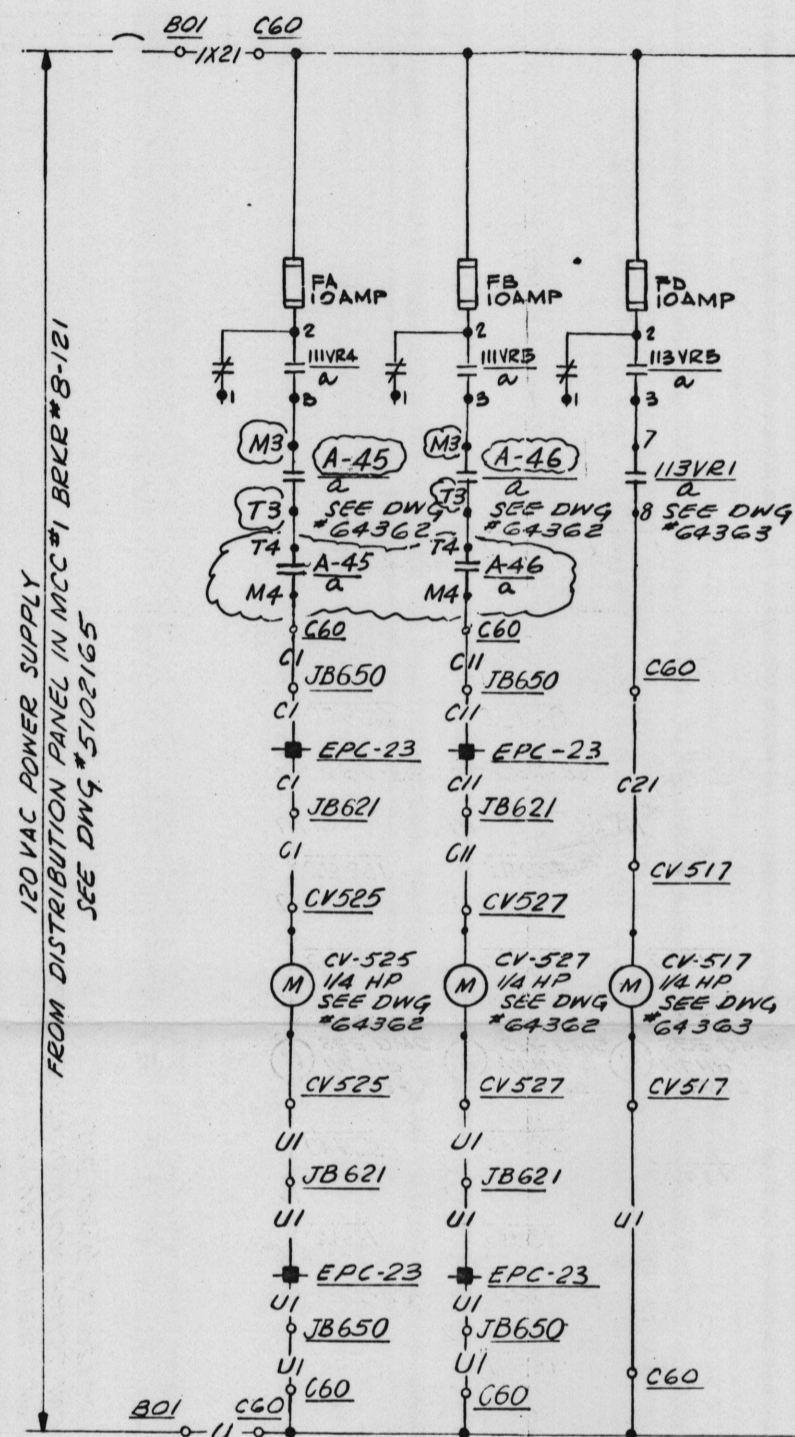 B01 C60
1X21
120 VAC POWER SUPPLY
FROM DISTRIBUTION PANEL IN MCC#1 BRKR#8-121
SEE DWG #5102165
FA
10AMP
2
111VR4
a
1
3
M3
A-45
a
T3
SEE DWG
#64362
T4
A-45
a
M4
C60
C1
JB650
C1
EPC-23
C1
JB621
C1
CV525
M
CV-525
1/4 HP
SEE DWG
#64362
CV525
U1
JB621
U1
EPC-23
U1
JB650
U1
C60
FB
10AMP
2
111VR5
a
1
3
M3
A-46
a
T3
SEE DWG
#64362
T4
A-46
a
M4
C60
C11
JB650
C11
EPC-23
C11
JB621
C11
CV527
M
CV-527
1/4 HP
SEE DWG
#64362
CV527
U1
JB621
U1
EPC-23
U1
JB650
U1
C60
FD
10AMP
2
113VR5
a
1
3
7
113VR1
a
8
SEE DWG
#64363
C60
C21
CV517
M
CV-517
1/4 HP
SEE DWG
#64363
CV517
U1
C60
B01 C60